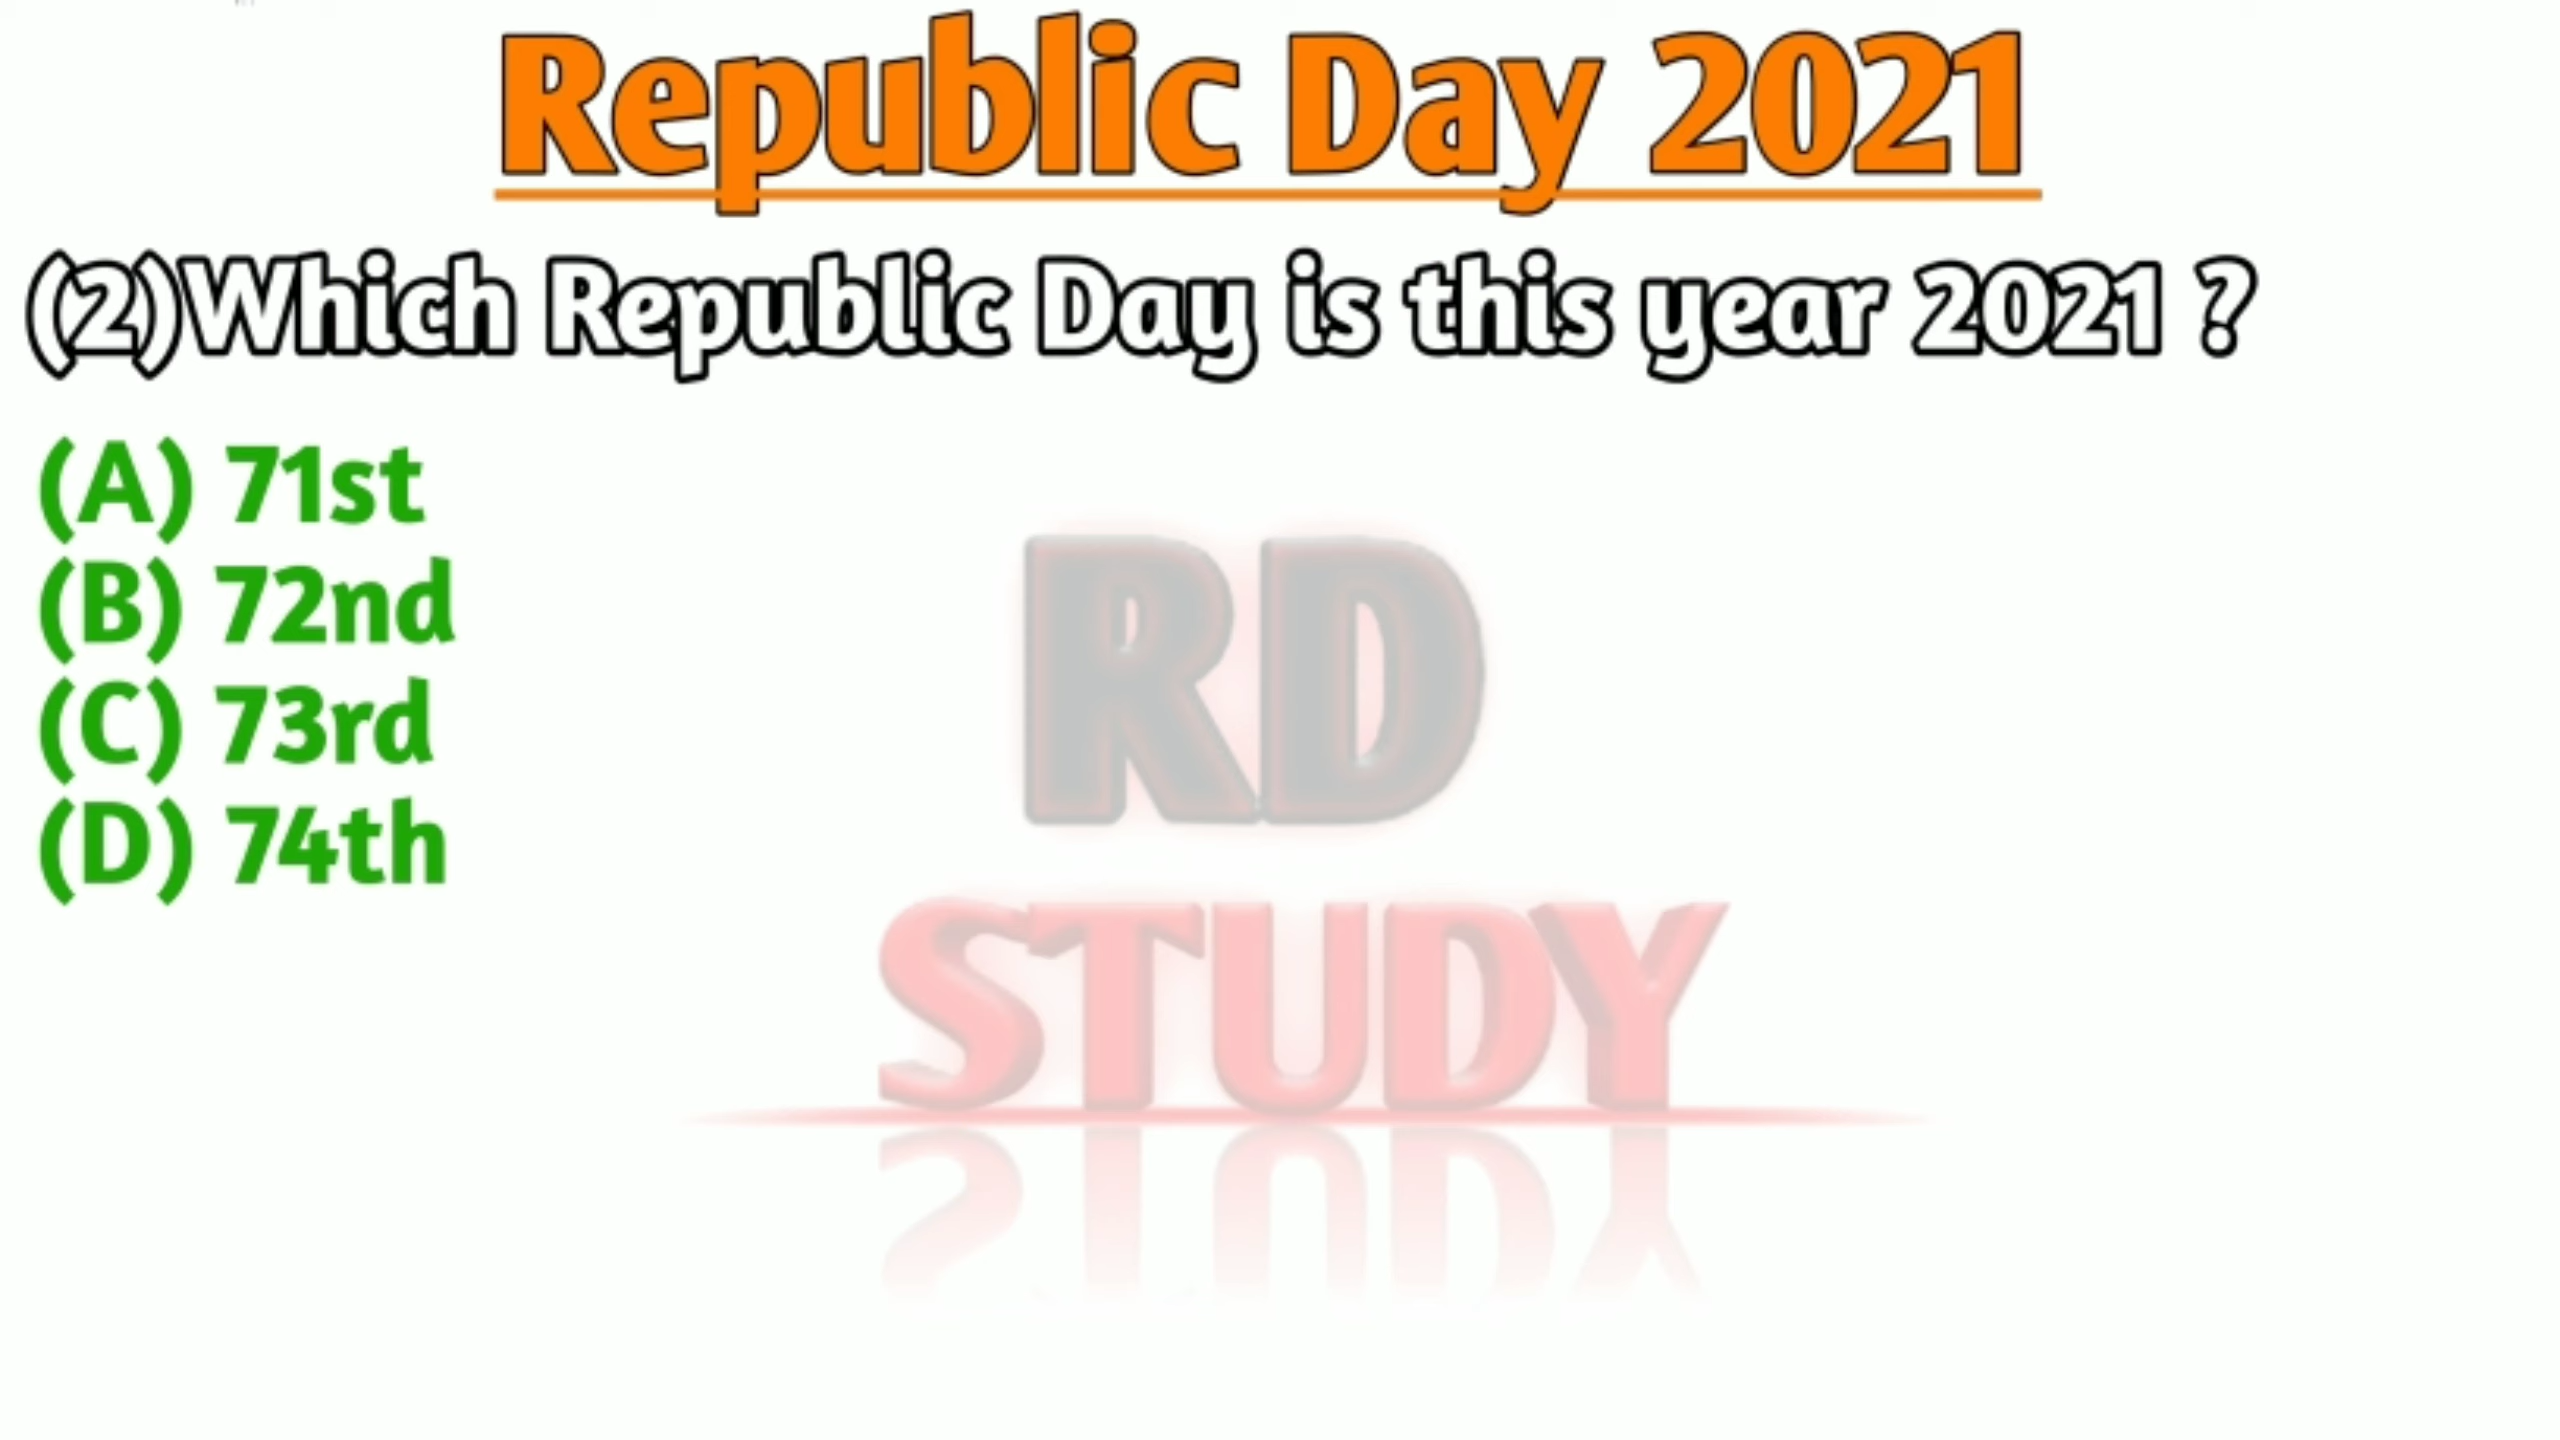 Republic Day 2021
(2)Which Republic Day is this year 2021 ?
(A) 71st
(B) 72nd
(C) 73rd
(D) 74th
RD
STUDY